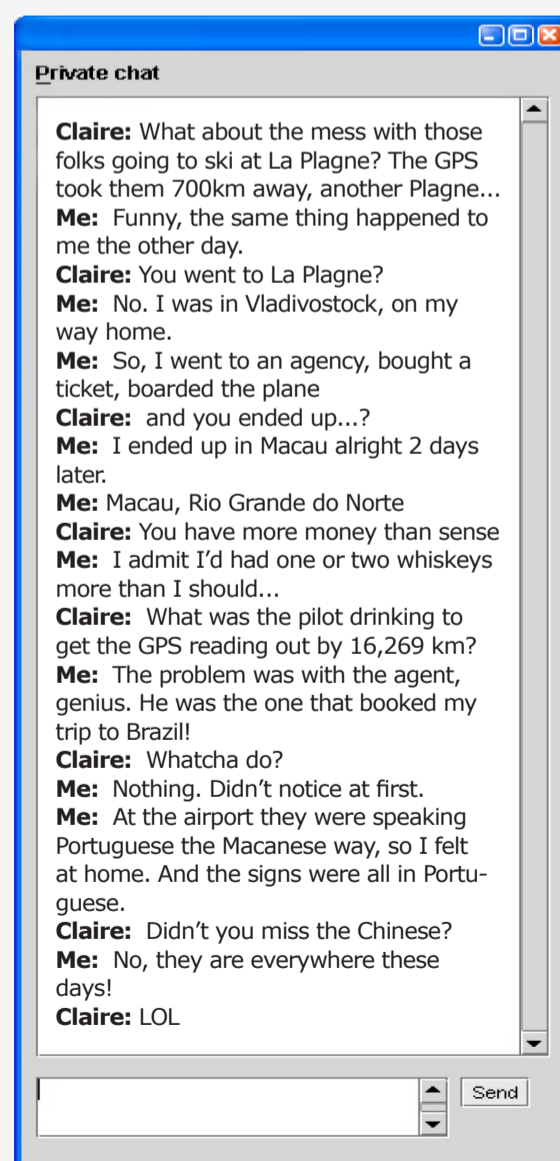 Private chat
Claire: What about the mess with those
folks going to ski at La Plagne? The GPS
took them 700km away, another Plagne...
Me: Funny, the same thing happened to
me the other day.
Claire: You went to La Plagne?
Me: No. I was in Vladivostock, on my
way home.
Me: So, I went to an agency, bought a
ticket, boarded the plane
Claire: and you ended up...?
Me: I ended up in Macau alright 2 days
later.
Me: Macau, Rio Grande do Norte
Claire: You have more money than sense
Me: I admit I’d had one or two whiskeys
more than I should...
Claire: What was the pilot drinking to
get the GPS reading out by 16,269 km?
Me: The problem was with the agent,
genius. He was the one that booked my
trip to Brazil!
Claire: Whatcha do?
Me: Nothing. Didn’t notice at first.
Me: At the airport they were speaking
Portuguese the Macanese way, so I felt
at home. And the signs were all in Portu-
guese.
Claire: Didn’t you miss the Chinese?
Me: No, they are everywhere these
days!
Claire: LOL
Send